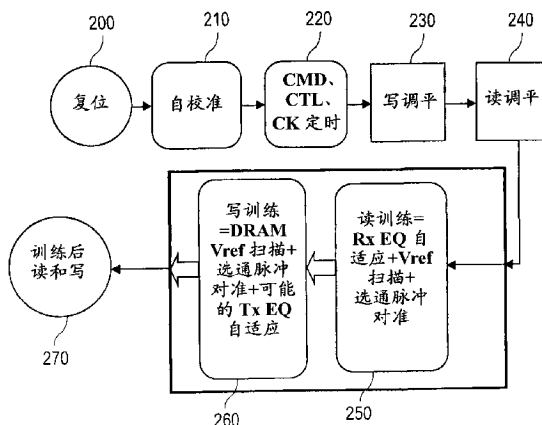 200
210
220
230
240
复位
自校准
CMD、
CTL、
CK 定时
写调平
读调平
读训练=
Rx EQ 自
适应+Vref
扫描+
选通脉冲
对准
250
写训练
=DRAM
Vref 扫描+
选通脉冲
对准+可能
的 Tx EQ
自适应
260
训练后
读和写
270